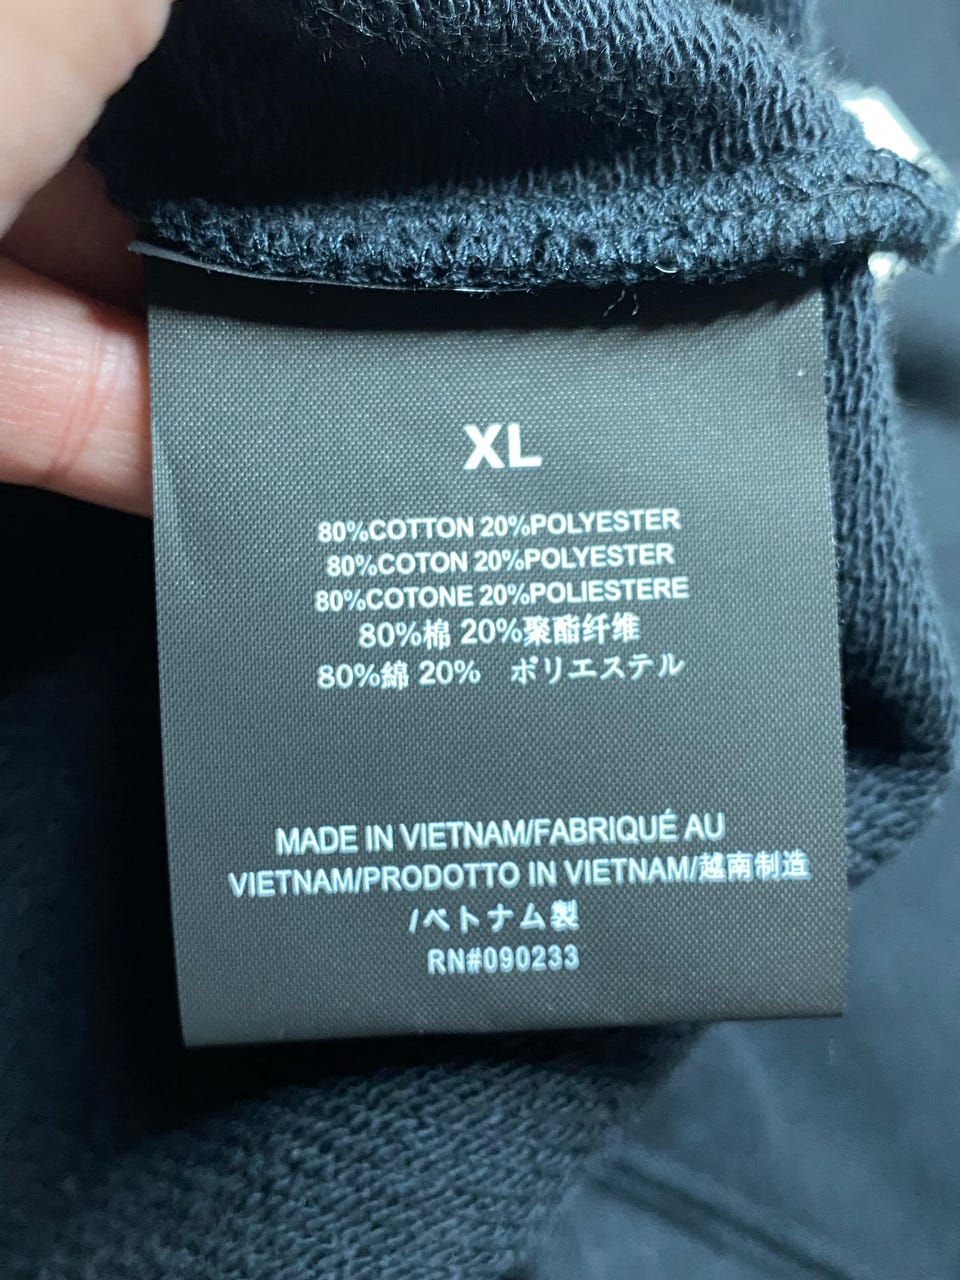 XL
80%COTTON 20%POLYESTER
80%COTON 20%POLYESTER
80%COTONE 20%POLIESTERE
80%棉 20%聚酯纤维
80%綿 20%　ポリエステル
MADE IN VIETNAM/FABRIQUÉ AU
VIETNAM/PRODOTTO IN VIETNAM/越南制造
/ベトナム製
RN#090233